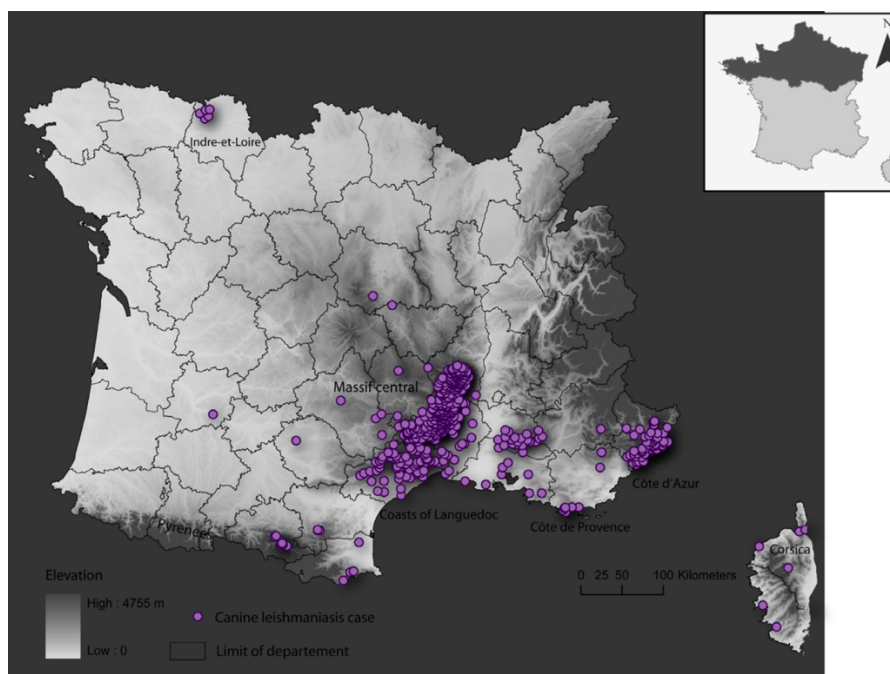 N
Indre-et-Loire
Massif central
Côte d'Azur
Coasts of Languedoc
Côte de Provence
Pyrenees
Corsica
Elevation
High : 4755 m
Low : 0
Canine leishmaniasis case
Limit of departement
0 25 50 100 Kilometers